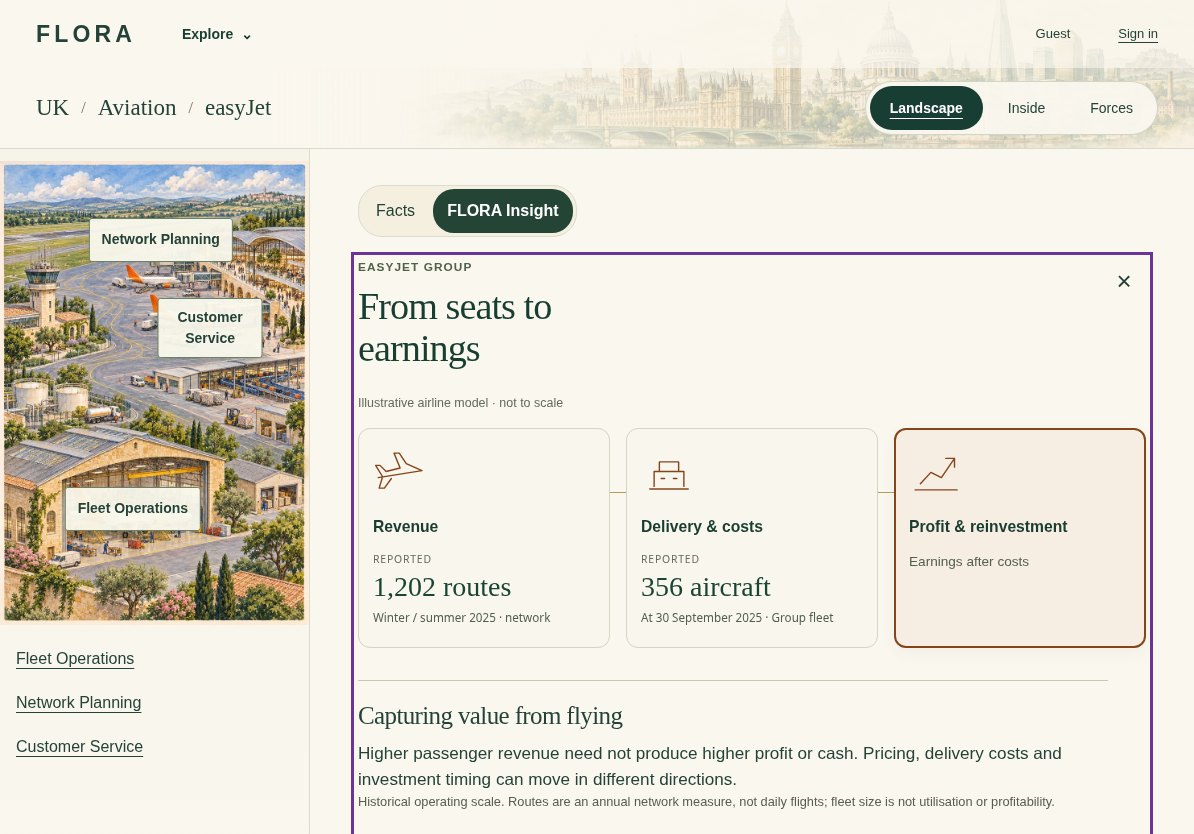 FLORA
Explore
Guest
Sign in
UK / Aviation / easyJet
Landscape
Inside
Forces
Network Planning
Customer
Service
Fleet Operations
Fleet Operations
Network Planning
Customer Service
Facts
FLORA Insight
EASYJET GROUP
From seats to
earnings
Illustrative airline model · not to scale
Revenue
REPORTED
1,202 routes
Winter / summer 2025 · network
Delivery & costs
REPORTED
356 aircraft
At 30 September 2025 · Group fleet
Profit & reinvestment
Earnings after costs
Capturing value from flying
Higher passenger revenue need not produce higher profit or cash. Pricing, delivery costs and
investment timing can move in different directions.
Historical operating scale. Routes are an annual network measure, not daily flights; fleet size is not utilisation or profitability.